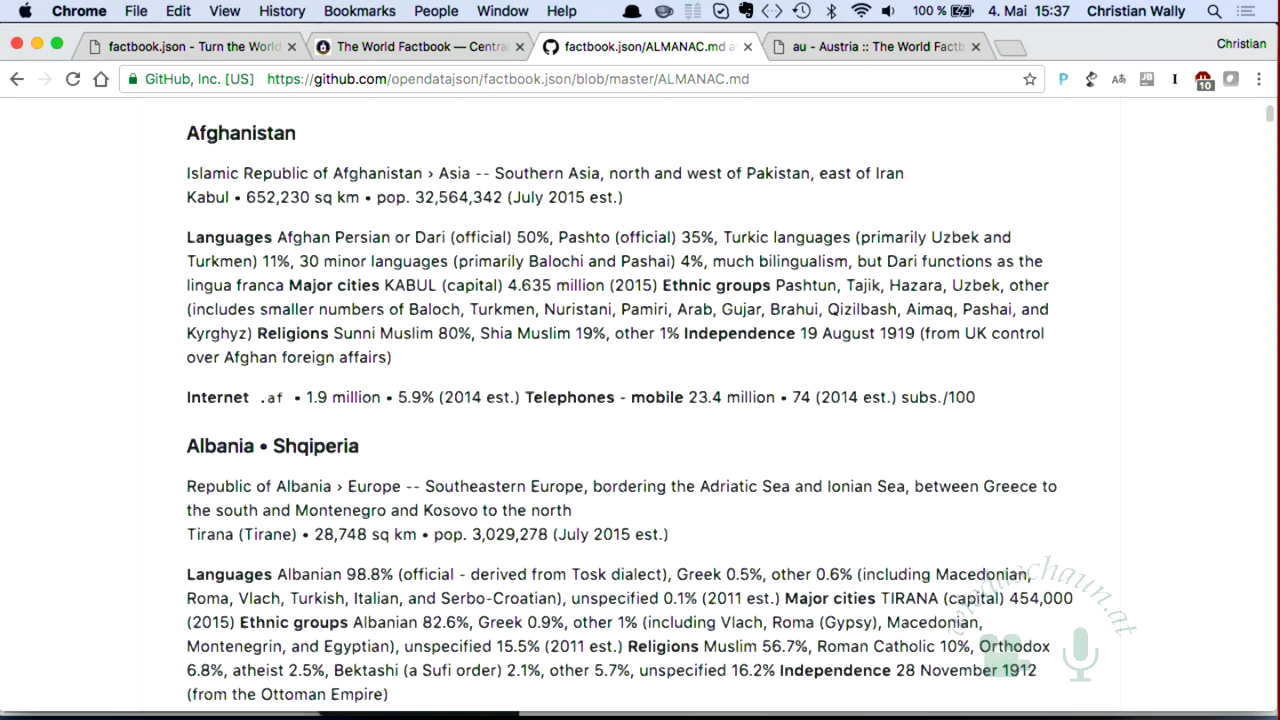 Chrome File Edit View History Bookmarks People Window Help 100 % 4. Mai 15:37 Christian Wally
factbook.json - Turn the World The World Factbook — Central factbook.json/ALMANAC.md a au - Austria :: The World Factb Christian
GitHub, Inc. [US] https://github.com/opendatajson/factbook.json/blob/master/ALMANAC.md P JB I 10
Afghanistan
Islamic Republic of Afghanistan › Asia -- Southern Asia, north and west of Pakistan, east of Iran
Kabul • 652,230 sq km • pop. 32,564,342 (July 2015 est.)
Languages Afghan Persian or Dari (official) 50%, Pashto (official) 35%, Turkic languages (primarily Uzbek and
Turkmen) 11%, 30 minor languages (primarily Balochi and Pashai) 4%, much bilingualism, but Dari functions as the
lingua franca Major cities KABUL (capital) 4.635 million (2015) Ethnic groups Pashtun, Tajik, Hazara, Uzbek, other
(includes smaller numbers of Baloch, Turkmen, Nuristani, Pamiri, Arab, Gujar, Brahui, Qizilbash, Aimaq, Pashai, and
Kyrghyz) Religions Sunni Muslim 80%, Shia Muslim 19%, other 1% Independence 19 August 1919 (from UK control
over Afghan foreign affairs)
Internet .af • 1.9 million • 5.9% (2014 est.) Telephones - mobile 23.4 million • 74 (2014 est.) subs./100
Albania • Shqiperia
Republic of Albania › Europe -- Southeastern Europe, bordering the Adriatic Sea and Ionian Sea, between Greece to
the south and Montenegro and Kosovo to the north
Tirana (Tirane) • 28,748 sq km • pop. 3,029,278 (July 2015 est.)
Languages Albanian 98.8% (official - derived from Tosk dialect), Greek 0.5%, other 0.6% (including Macedonian,
Roma, Vlach, Turkish, Italian, and Serbo-Croatian), unspecified 0.1% (2011 est.) Major cities TIRANA (capital) 454,000
(2015) Ethnic groups Albanian 82.6%, Greek 0.9%, other 1% (including Vlach, Roma (Gypsy), Macedonian,
Montenegrin, and Egyptian), unspecified 15.5% (2011 est.) Religions Muslim 56.7%, Roman Catholic 10%, Orthodox
6.8%, atheist 2.5%, Bektashi (a Sufi order) 2.1%, other 5.7%, unspecified 16.2% Independence 28 November 1912
(from the Ottoman Empire)